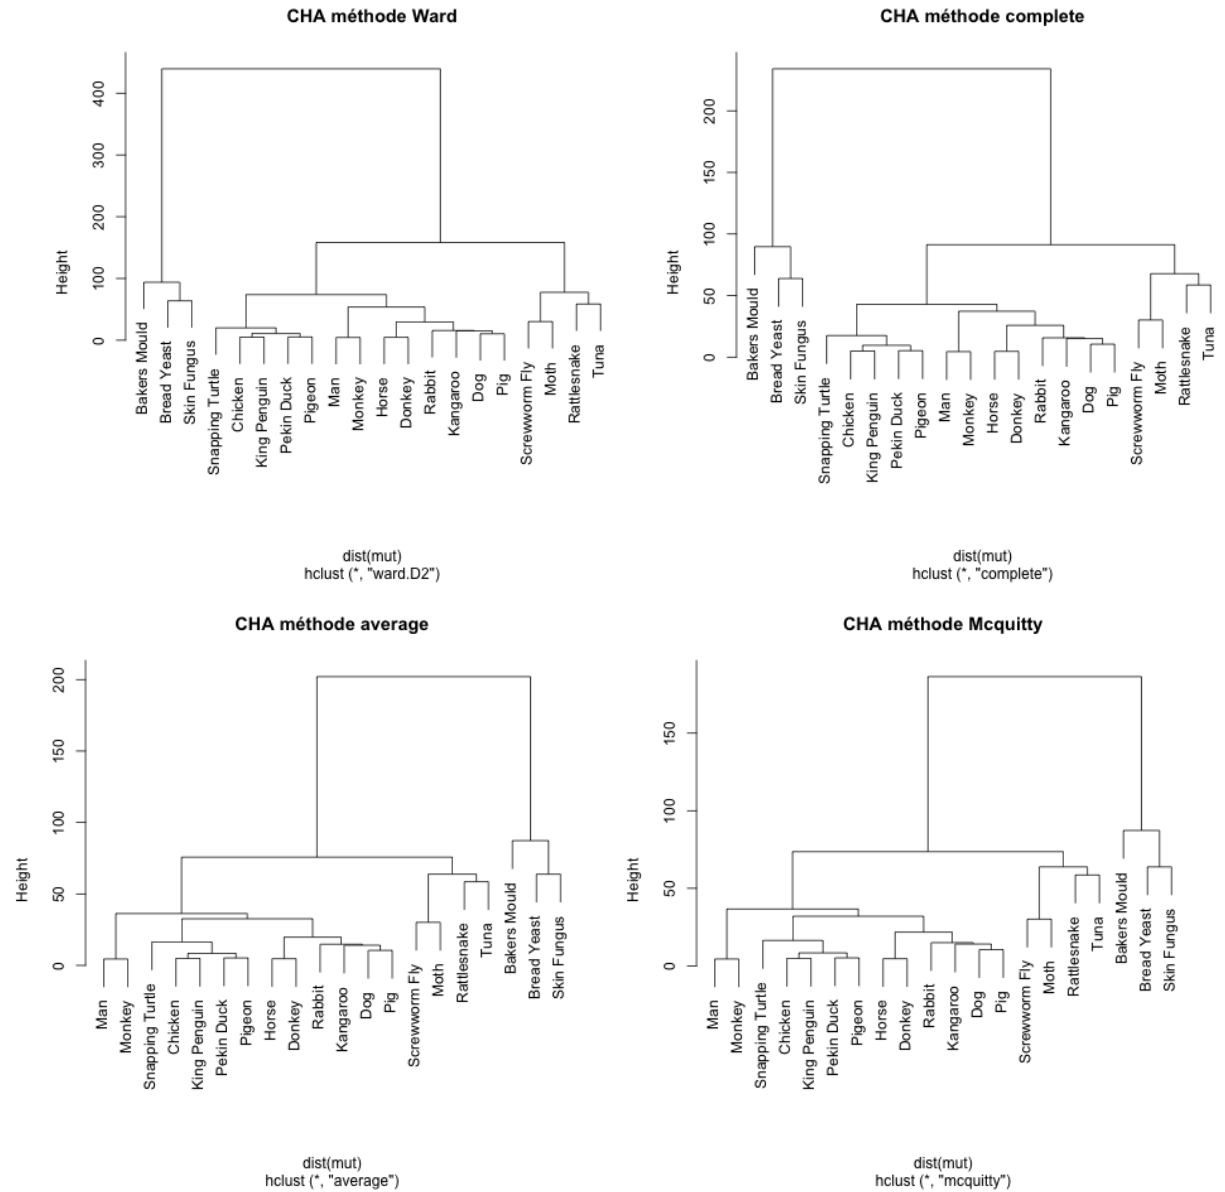 CHA méthode Ward
Height
400
300
200
100
0
Bakers Mould
Bread Yeast
Skin Fungus
Snapping Turtle
Chicken
King Penguin
Pekin Duck
Pigeon
Man
Monkey
Horse
Donkey
Rabbit
Kangaroo
Dog
Pig
Screwworm Fly
Moth
Rattlesnake
Tuna
dist(mut)
hclust (*, "ward.D2")
CHA méthode complete
Height
200
150
100
50
0
Bakers Mould
Bread Yeast
Skin Fungus
Snapping Turtle
Chicken
King Penguin
Pekin Duck
Pigeon
Man
Monkey
Horse
Donkey
Rabbit
Kangaroo
Dog
Pig
Screwworm Fly
Moth
Rattlesnake
Tuna
dist(mut)
hclust (*, "complete")
CHA méthode average
Height
200
150
100
50
0
Man
Monkey
Snapping Turtle
Chicken
King Penguin
Pekin Duck
Pigeon
Horse
Donkey
Rabbit
Kangaroo
Dog
Pig
Screwworm Fly
Moth
Rattlesnake
Tuna
Bakers Mould
Bread Yeast
Skin Fungus
dist(mut)
hclust (*, "average")
CHA méthode Mcquitty
Height
150
100
50
0
Man
Monkey
Snapping Turtle
Chicken
King Penguin
Pekin Duck
Pigeon
Horse
Donkey
Rabbit
Kangaroo
Dog
Pig
Screwworm Fly
Moth
Rattlesnake
Tuna
Bakers Mould
Bread Yeast
Skin Fungus
dist(mut)
hclust (*, "mcquitty")